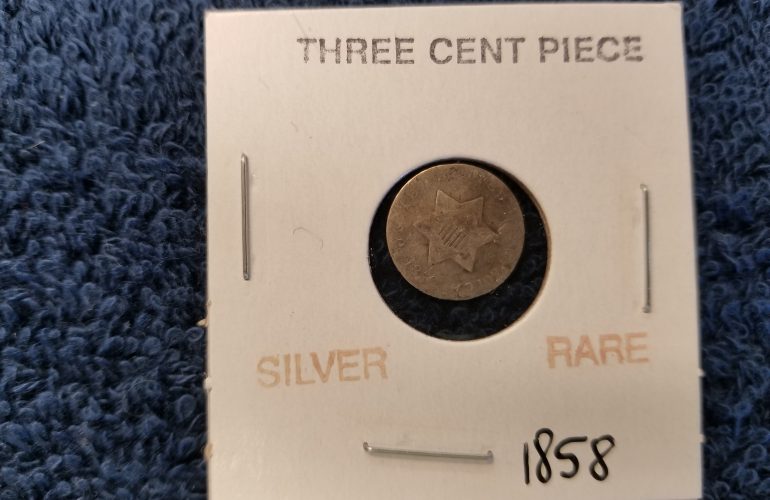 THREE CENT PIECE
SILVER
RARE
1858